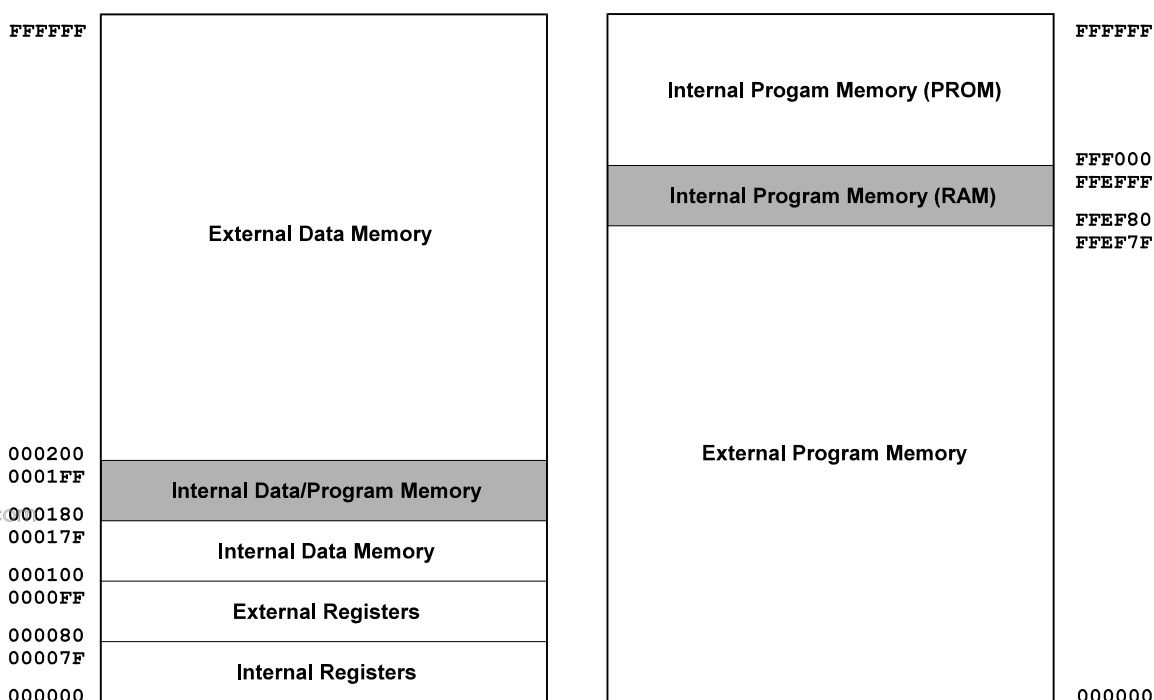 FFFFFF
External Data Memory
000200
0001FF
Internal Data/Program Memory
com
000180
00017F
Internal Data Memory
000100
0000FF
External Registers
000080
00007F
Internal Registers
000000
FFFFFF
Internal Progam Memory (PROM)
FFF000
FFEFFF
Internal Program Memory (RAM)
FFEF80
FFEF7F
External Program Memory
000000